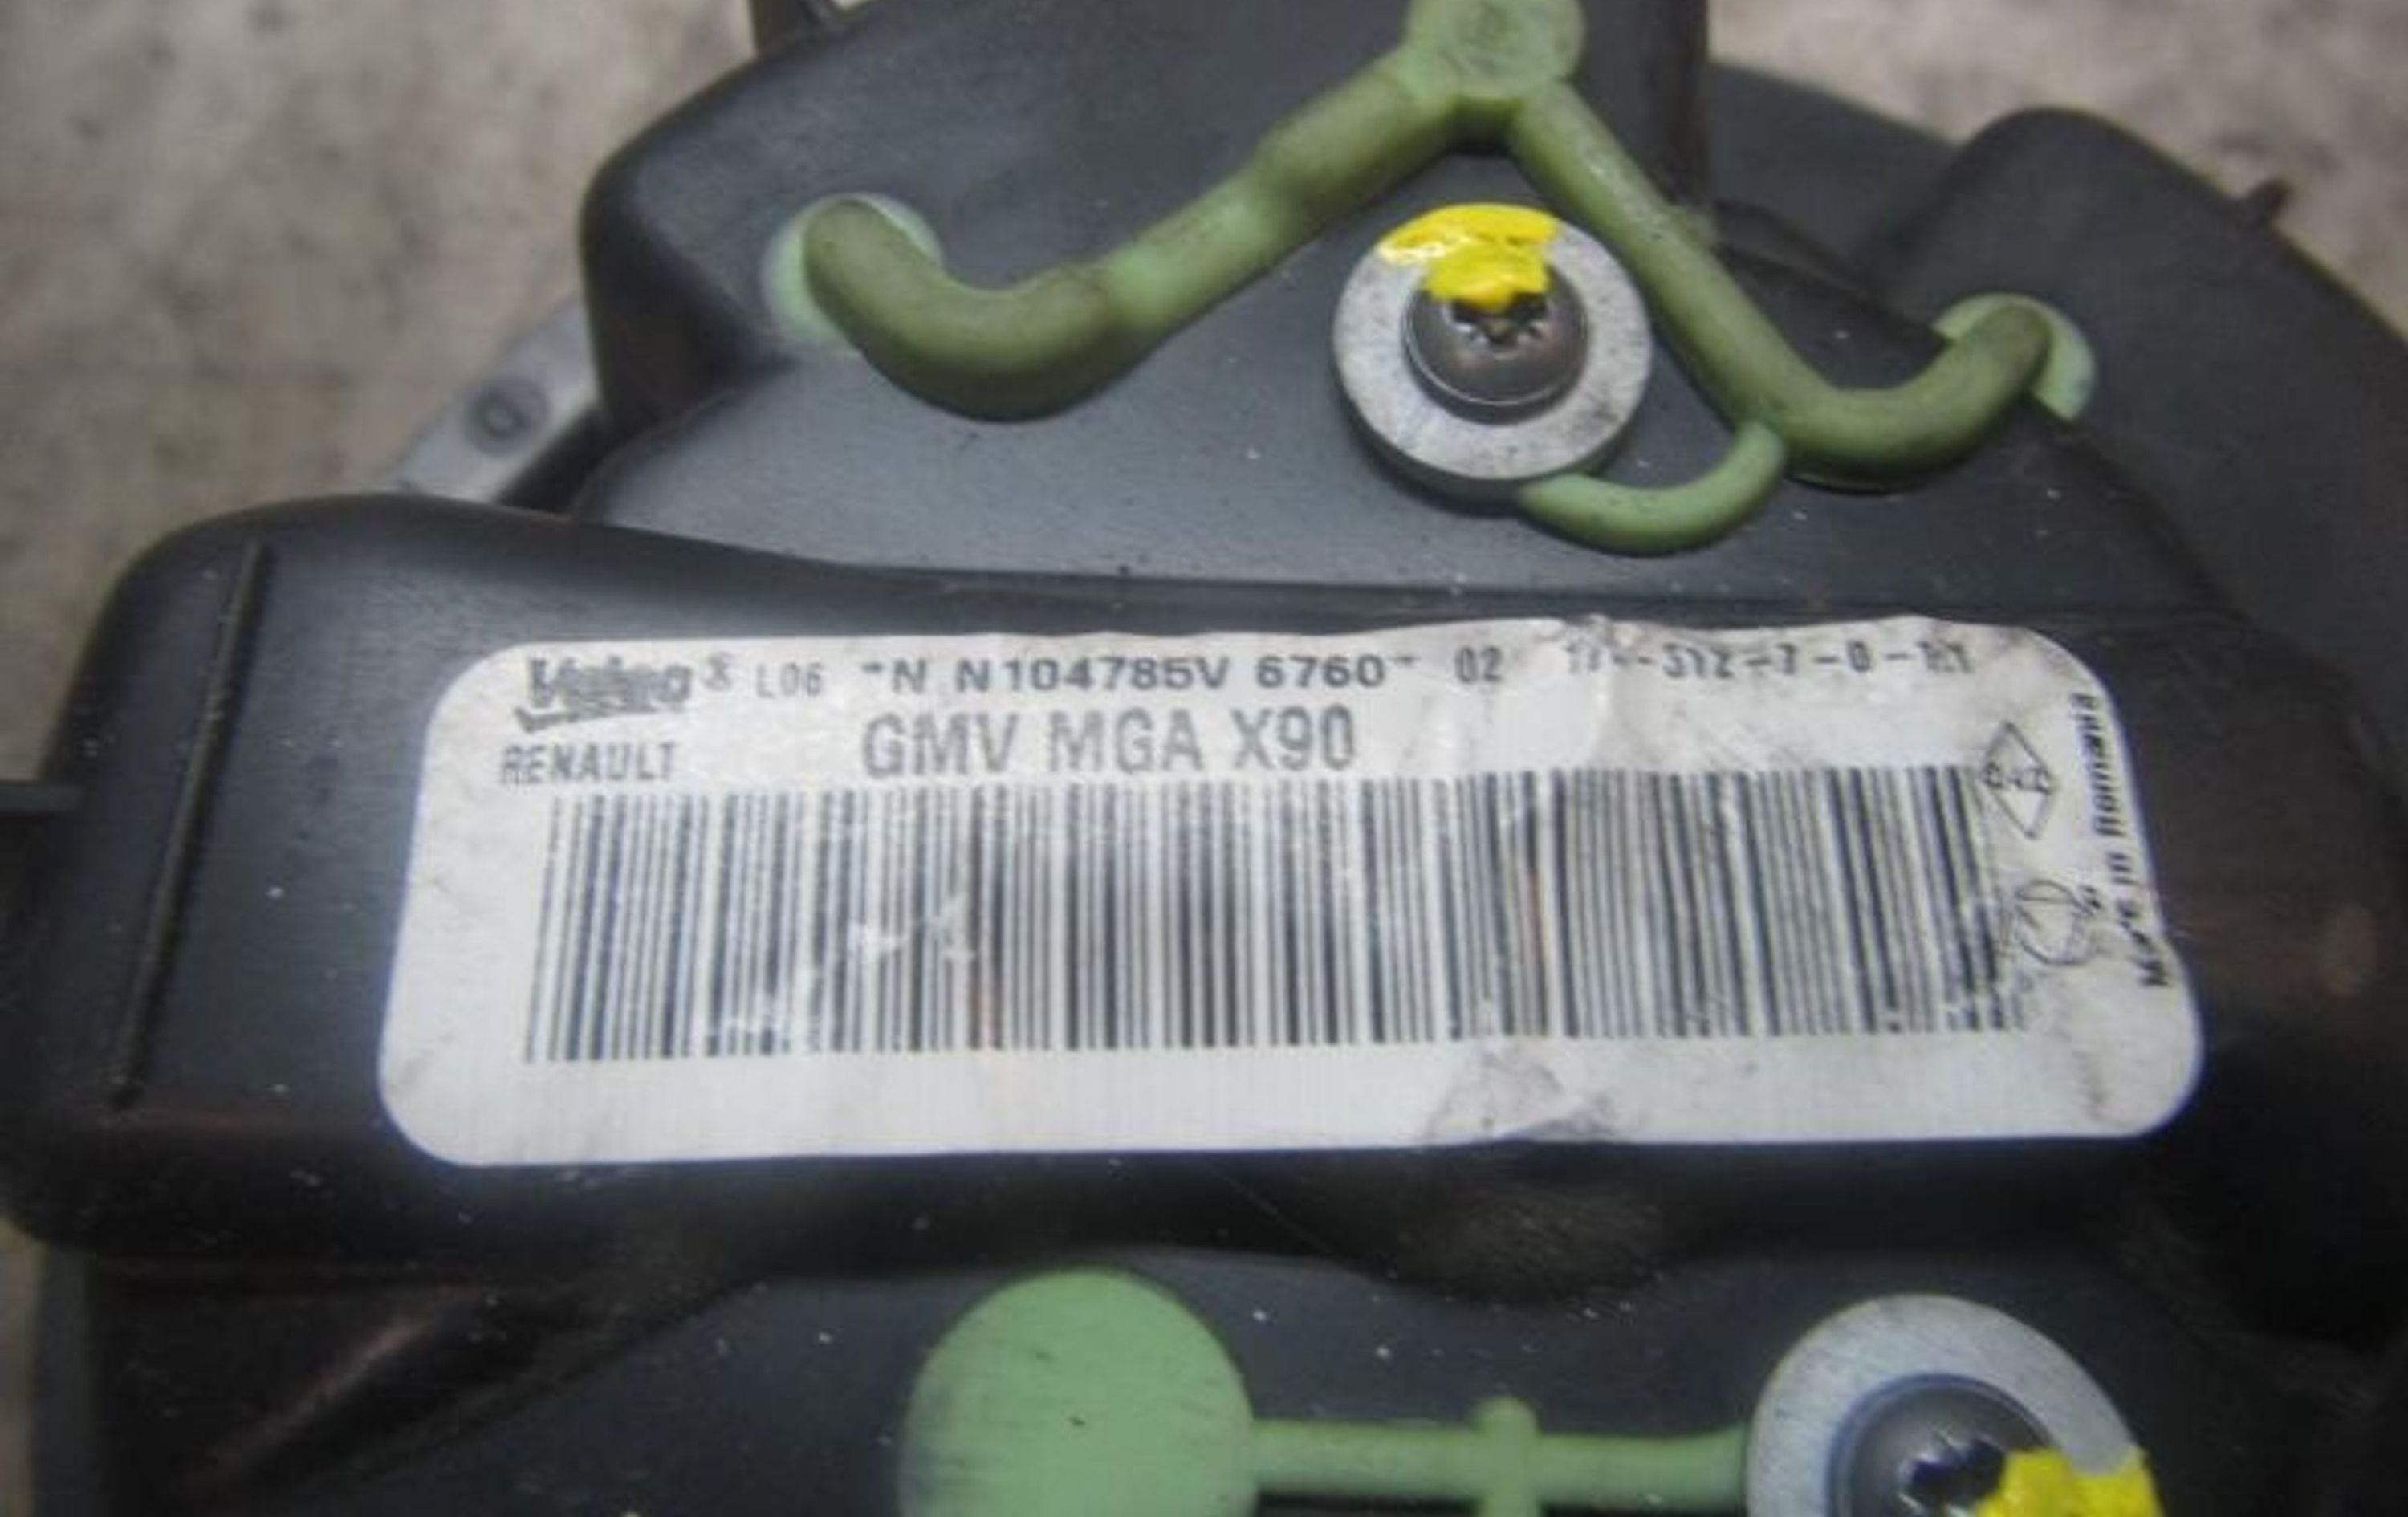 Valeo® L06 "N N104785V 6760" 02
RENAULT GMV MGA X90
Made in Romania